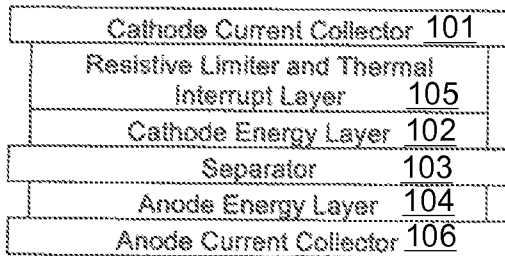 Cathode Current Collector 101
Resistive Limiter and Thermal
Interrupt Layer 105
Cathode Energy Layer 102
Separator 103
Anode Energy Layer 104
Anode Current Collector 106